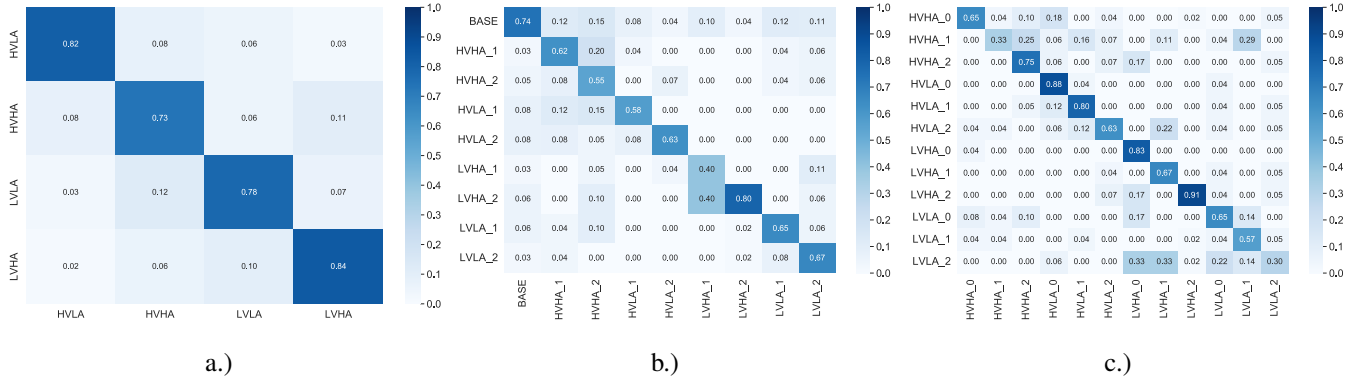 HVLA 0.82 0.08 0.06 0.03
HVHA 0.08 0.73 0.06 0.11
LVLA 0.03 0.12 0.78 0.07
LVHA 0.02 0.06 0.10 0.84
HVLA HVHA LVLA LVHA
1.0
0.9
0.8
0.7
0.6
0.5
0.4
0.3
0.2
0.1
0.0
a.)
BASE 0.74 0.12 0.15 0.08 0.04 0.10 0.04 0.12 0.11
HVHA_1 0.03 0.62 0.20 0.04 0.00 0.00 0.00 0.04 0.06
HVHA_2 0.05 0.08 0.55 0.00 0.07 0.00 0.00 0.04 0.06
HVLA_1 0.08 0.12 0.15 0.58 0.00 0.00 0.00 0.00 0.00
HVLA_2 0.08 0.08 0.05 0.08 0.63 0.00 0.00 0.00 0.00
LVHA_1 0.03 0.00 0.05 0.00 0.04 0.40 0.00 0.00 0.11
LVHA_2 0.06 0.00 0.10 0.00 0.00 0.40 0.80 0.00 0.06
LVLA_1 0.06 0.04 0.10 0.00 0.00 0.00 0.02 0.65 0.06
LVLA_2 0.03 0.04 0.00 0.00 0.00 0.00 0.02 0.08 0.67
BASE HVHA_1 HVHA_2 HVLA_1 HVLA_2 LVHA_1 LVHA_2 LVLA_1 LVLA_2
1.0
0.9
0.8
0.7
0.6
0.5
0.4
0.3
0.2
0.1
0.0
b.)
HVHA_0 0.65 0.04 0.10 0.18 0.00 0.04 0.00 0.00 0.02 0.00 0.00 0.05
HVHA_1 0.00 0.33 0.25 0.06 0.16 0.07 0.00 0.11 0.00 0.04 0.29 0.00
HVHA_2 0.00 0.00 0.75 0.06 0.00 0.07 0.17 0.00 0.02 0.04 0.00 0.05
HVLA_0 0.00 0.00 0.00 0.88 0.04 0.00 0.00 0.00 0.00 0.04 0.00 0.05
HVLA_1 0.00 0.00 0.05 0.12 0.80 0.00 0.00 0.00 0.00 0.04 0.00 0.05
HVLA_2 0.04 0.04 0.00 0.06 0.12 0.63 0.00 0.22 0.00 0.04 0.00 0.05
LVHA_0 0.04 0.00 0.00 0.00 0.00 0.00 0.83 0.00 0.00 0.00 0.00 0.00
LVHA_1 0.00 0.00 0.00 0.00 0.00 0.04 0.00 0.67 0.00 0.00 0.00 0.05
LVHA_2 0.00 0.00 0.00 0.00 0.00 0.07 0.17 0.00 0.91 0.04 0.00 0.05
LVLA_0 0.08 0.04 0.10 0.00 0.00 0.00 0.17 0.00 0.00 0.65 0.14 0.00
LVLA_1 0.04 0.04 0.00 0.00 0.00 0.00 0.00 0.00 0.02 0.04 0.57 0.05
LVLA_2 0.00 0.00 0.00 0.06 0.00 0.00 0.33 0.33 0.02 0.22 0.14 0.30
HVHA_0 HVHA_1 HVHA_2 HVLA_0 HVLA_1 HVLA_2 LVHA_0 LVHA_1 LVHA_2 LVLA_0 LVLA_1 LVLA_2
1.0
0.9
0.8
0.7
0.6
0.5
0.4
0.3
0.2
0.1
0.0
c.)